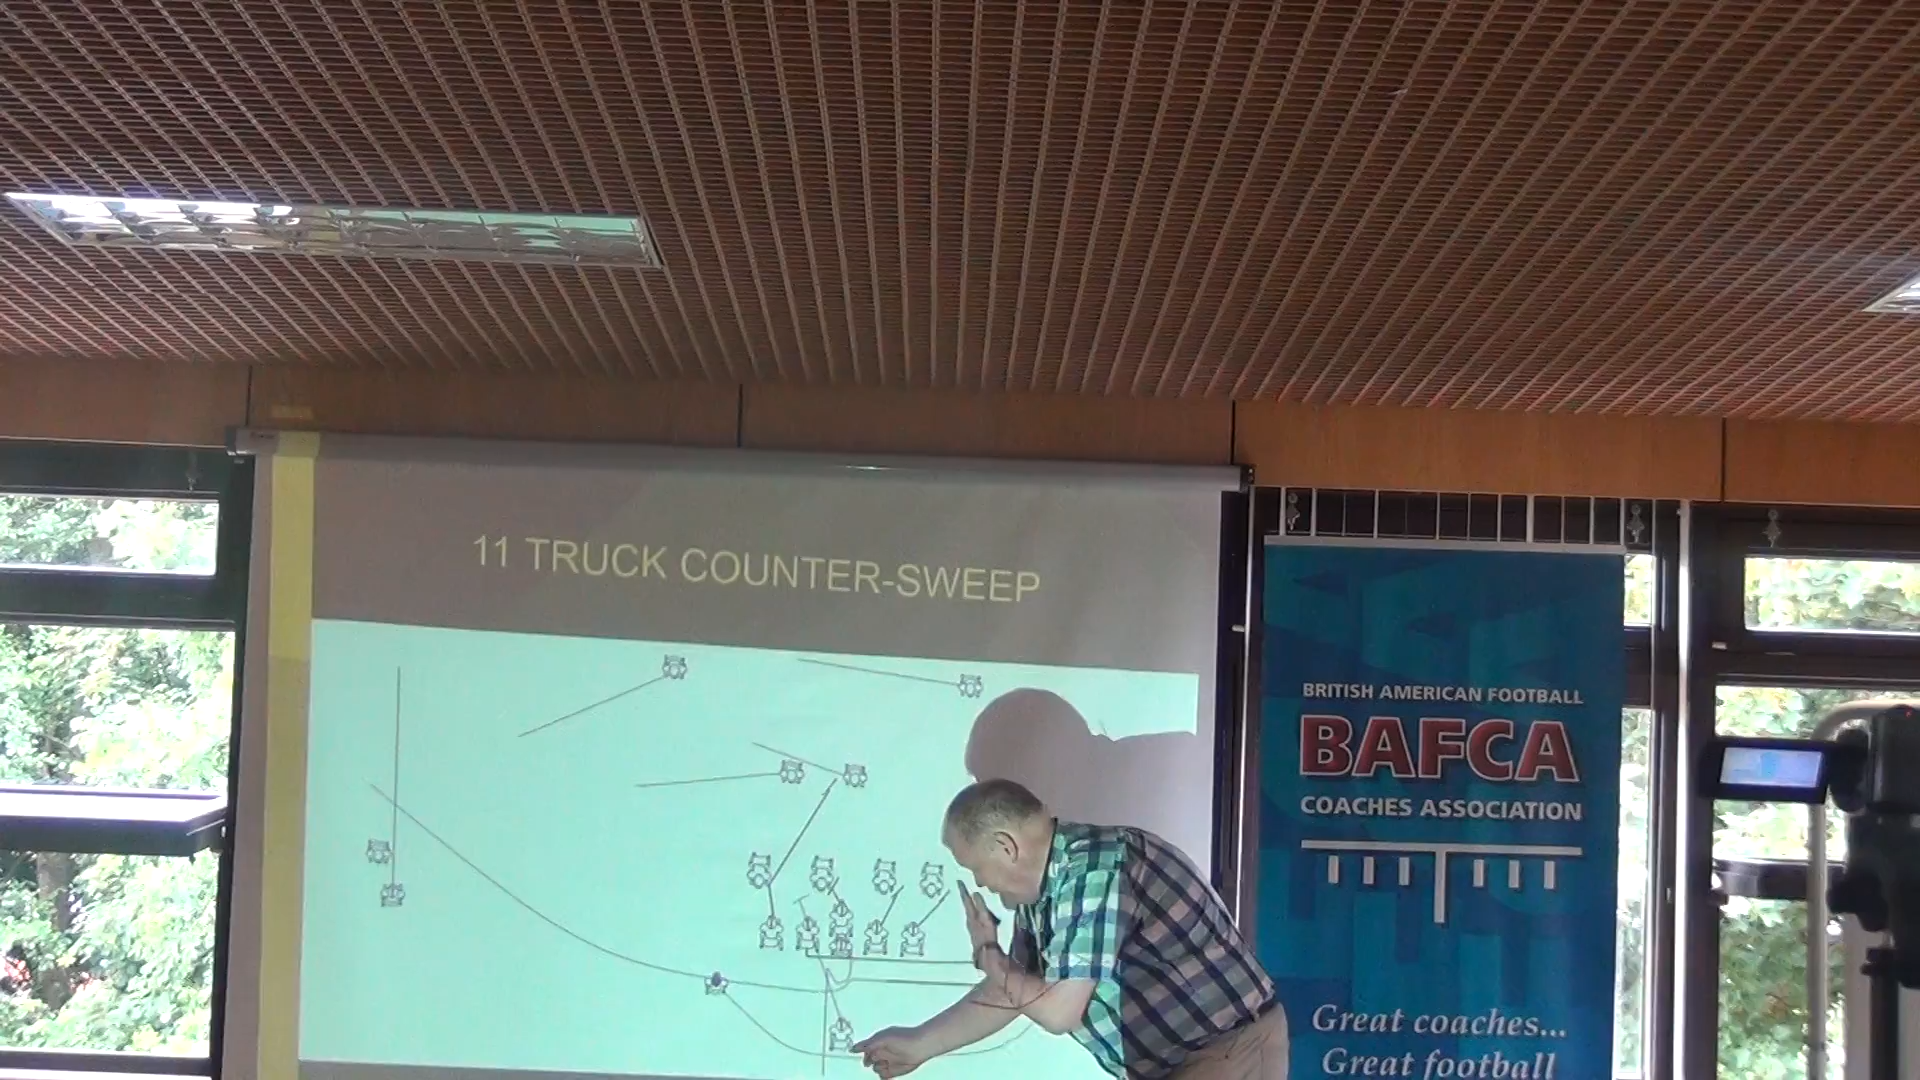 11 TRUCK COUNTER-SWEEP
BRITISH AMERICAN FOOTBALL
BAFCA
COACHES ASSOCIATION
Great coaches...
Great football